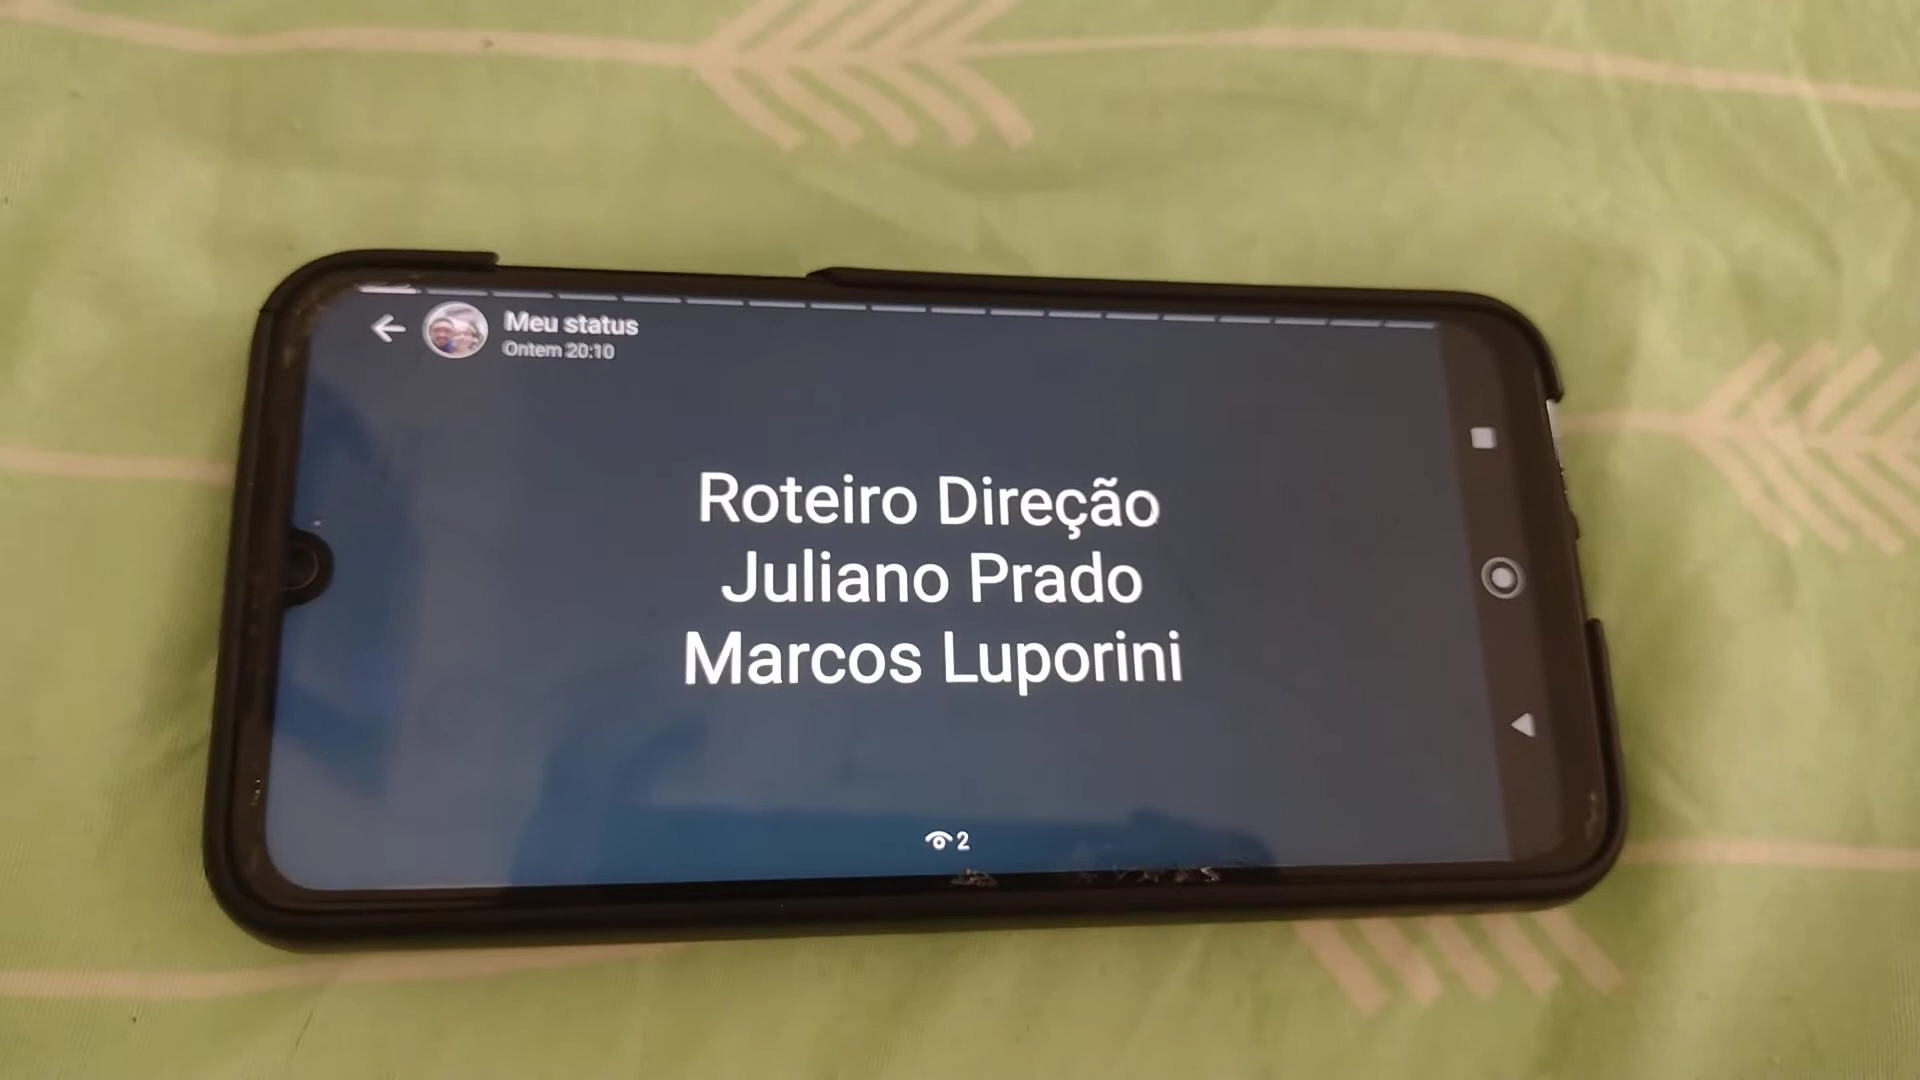 Meu status
Ontem 20:10
Roteiro Direção
Juliano Prado
Marcos Luporini
2